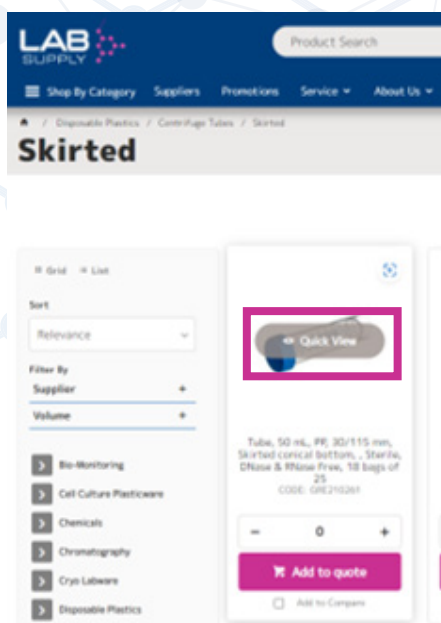 LAB
SUPPLY
Product Search
Shop By Category Suppliers Promotions Service About Us
/ Disposable Plastics / Centrifuge Tubes / Skirted
Skirted
Grid List
Sort
Relevance
Filter By
Supplier +
Volume +
Bio-Monitoring
Cell Culture Plasticware
Chemicals
Chromatography
Cryo Labware
Disposable Plastics
Quick View
Tube, 50 mL, PP, 30/115 mm,
Skirted conical bottom, , Sterile,
DNase & RNase Free, 18 bags of
25
CODE: GRE210261
- 0 +
Add to quote
Add to Compare